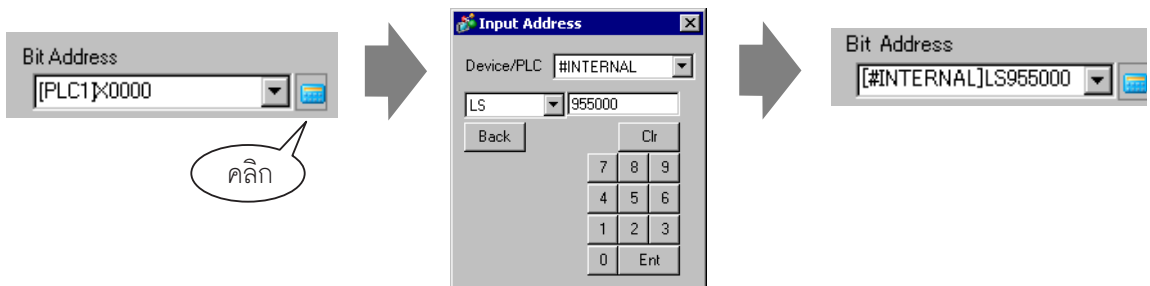 Bit Address
[PLC1]X0000
คลิก
Input Address
Device/PLC #INTERNAL
LS 955000
Back Clr
7 8 9
4 5 6
1 2 3
0 Ent
Bit Address
[#INTERNAL]LS955000